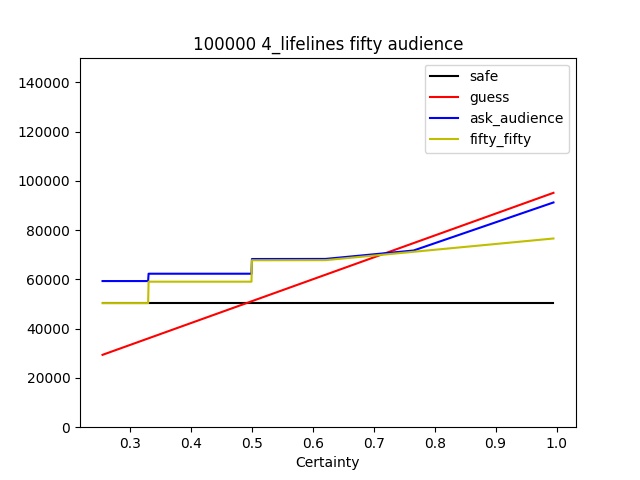 100000 4_lifelines fifty audience
safe
guess
ask_audience
fifty_fifty
140000
120000
100000
80000
60000
40000
20000
0
0.3 0.4 0.5 0.6 0.7 0.8 0.9 1.0
Certainty